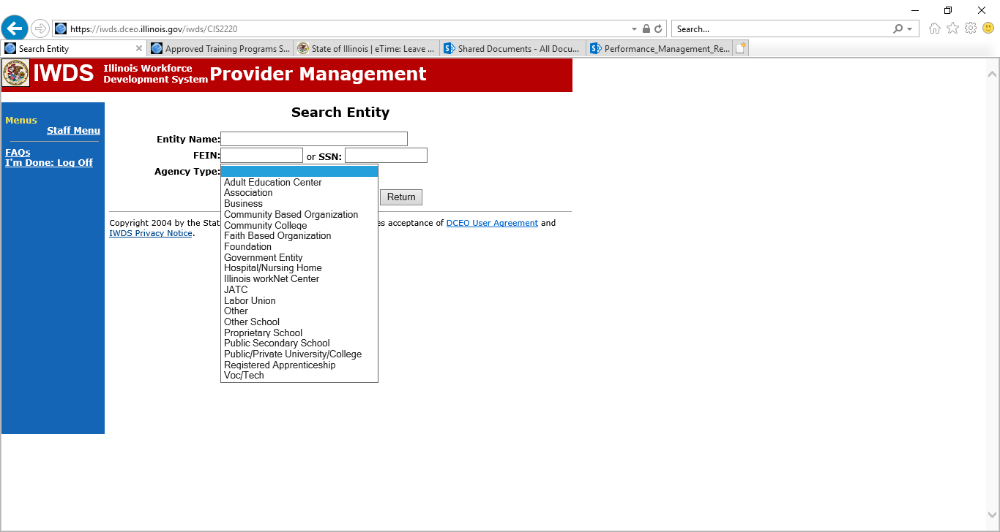 https://iwds.dceo.illinois.gov/iwds/CIS2220
Search...
Search Entity
Approved Training Programs S...
State of Illinois | eTime: Leave ...
Shared Documents - All Docu...
Performance_Management_Re...
IWDS
Illinois Workforce
Development System
Provider Management
Menus
Staff Menu
FAQs
I'm Done: Log Off
Search Entity
Entity Name:
FEIN:
or SSN:
Agency Type:
Adult Education Center
Association
Business
Community Based Organization
Community College
Faith Based Organization
Foundation
Government Entity
Hospital/Nursing Home
Illinois workNet Center
JATC
Labor Union
Other
Other School
Proprietary School
Public Secondary School
Public/Private University/College
Registered Apprenticeship
Voc/Tech
Return
Copyright 2004 by the Stat es acceptance of DCEO User Agreement and
IWDS Privacy Notice.